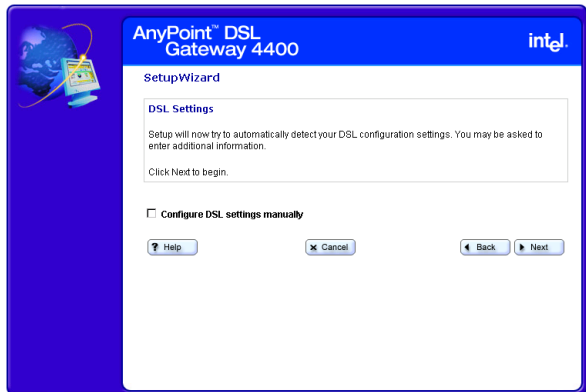 AnyPoint™ DSL
Gateway 4400
intel.
SetupWizard
DSL Settings
Setup will now try to automatically detect your DSL configuration settings. You may be asked to
enter additional information.
Click Next to begin.
Configure DSL settings manually
? Help
× Cancel
Back
Next